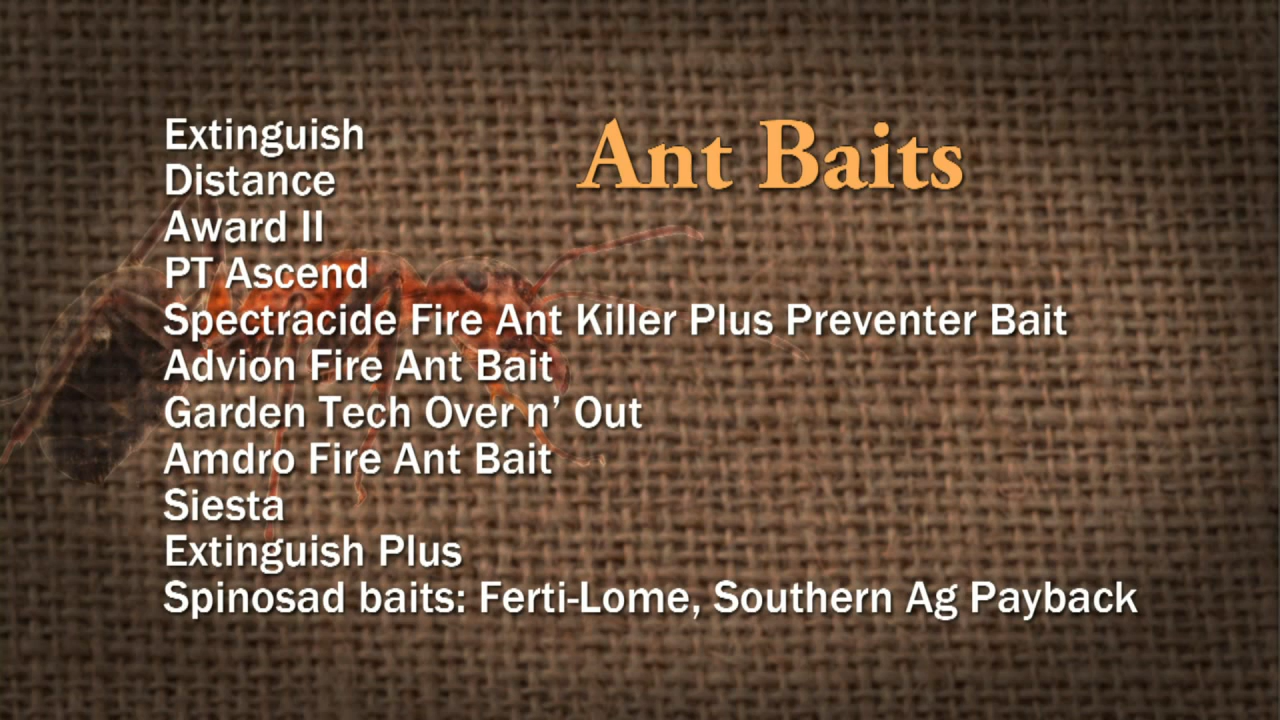 Ant Baits
Extinguish
Distance
Award II
PT Ascend
Spectracide Fire Ant Killer Plus Preventer Bait
Advion Fire Ant Bait
Garden Tech Over n’ Out
Amdro Fire Ant Bait
Siesta
Extinguish Plus
Spinosad baits: Ferti-Lome, Southern Ag Payback